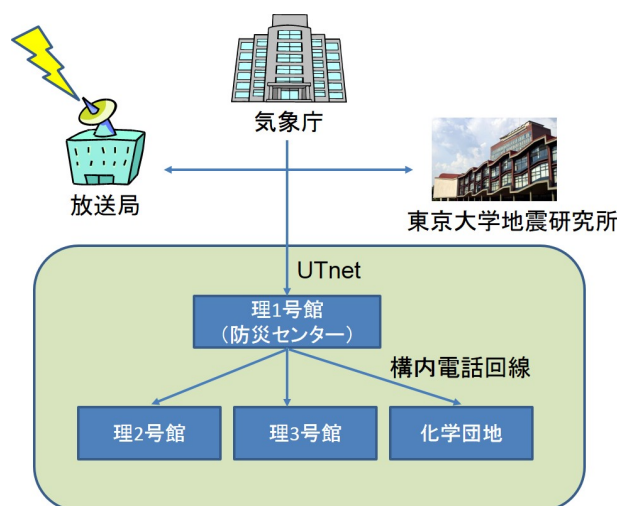 気象庁
放送局
東京大学地震研究所
UTnet
理1号館
（防災センター）
構内電話回線
理2号館
理3号館
化学団地